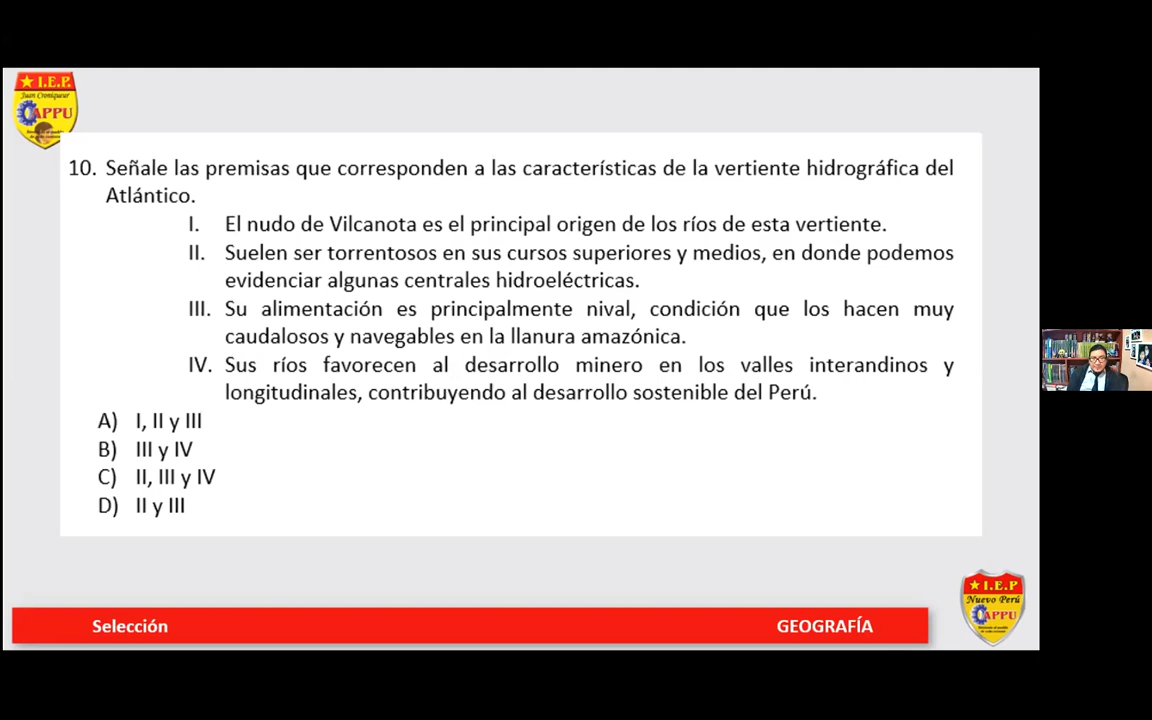 ★ I.E.P.
Juan Croniqueur
APPU
10. Señale las premisas que corresponden a las características de la vertiente hidrográfica del
Atlántico.
I. El nudo de Vilcanota es el principal origen de los ríos de esta vertiente.
II. Suelen ser torrentosos en sus cursos superiores y medios, en donde podemos
evidenciar algunas centrales hidroeléctricas.
III. Su alimentación es principalmente nival, condición que los hacen muy
caudalosos y navegables en la llanura amazónica.
IV. Sus ríos favorecen al desarrollo minero en los valles interandinos y
longitudinales, contribuyendo al desarrollo sostenible del Perú.
A) I, II y III
B) III y IV
C) II, III y IV
D) II y III
★ I.E.P
Nuevo Perú
APPU
Selección
GEOGRAFÍA